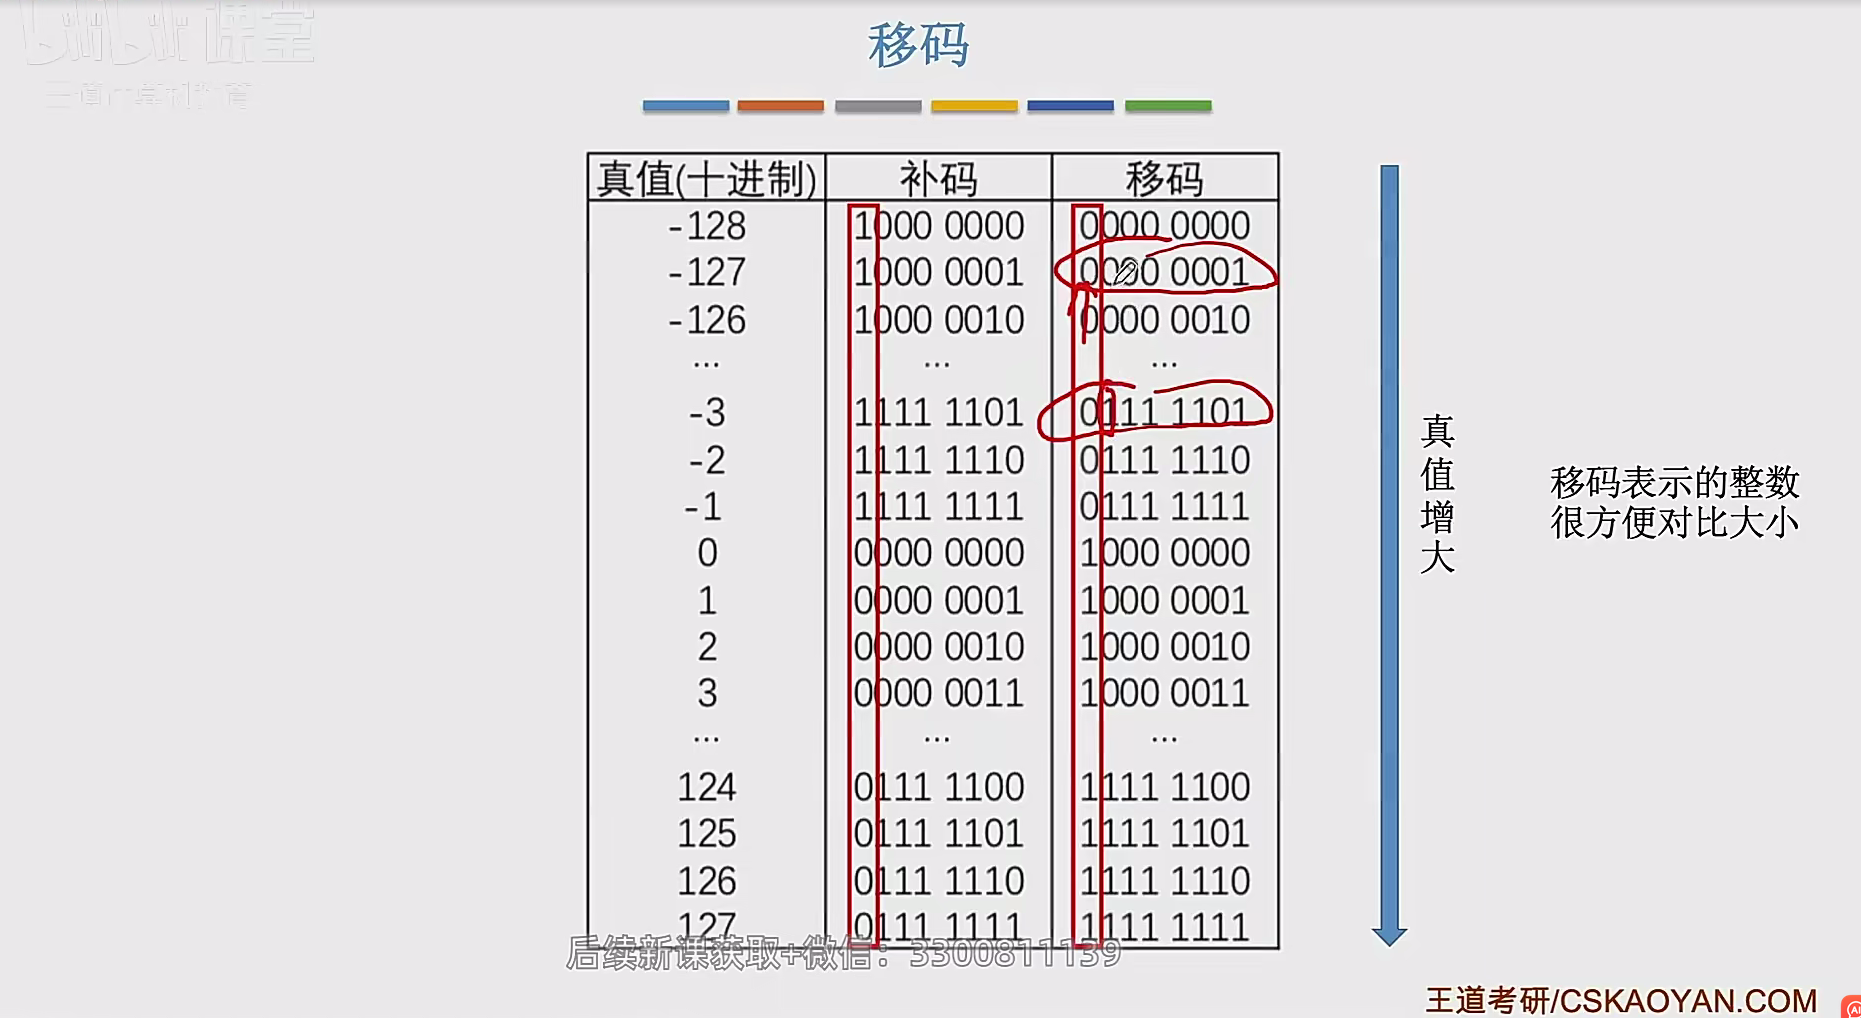 课堂
移码
真值(十进制) 补码 移码
-128 1000 0000 0000 0000
-127 1000 0001 0000 0001
-126 1000 0010 0000 0010
... ... ...
-3 1111 1101 0111 1101
-2 1111 1110 0111 1110
-1 1111 1111 0111 1111
0 0000 0000 1000 0000
1 0000 0001 1000 0001
2 0000 0010 1000 0010
3 0000 0011 1000 0011
... ... ...
124 0111 1100 1111 1100
125 0111 1101 1111 1101
126 0111 1110 1111 1110
127 0111 1111 1111 1111
真值增大
移码表示的整数
很方便对比大小
后续新课获取+微信：3300811139
王道考研/CSKAOYAN.COM